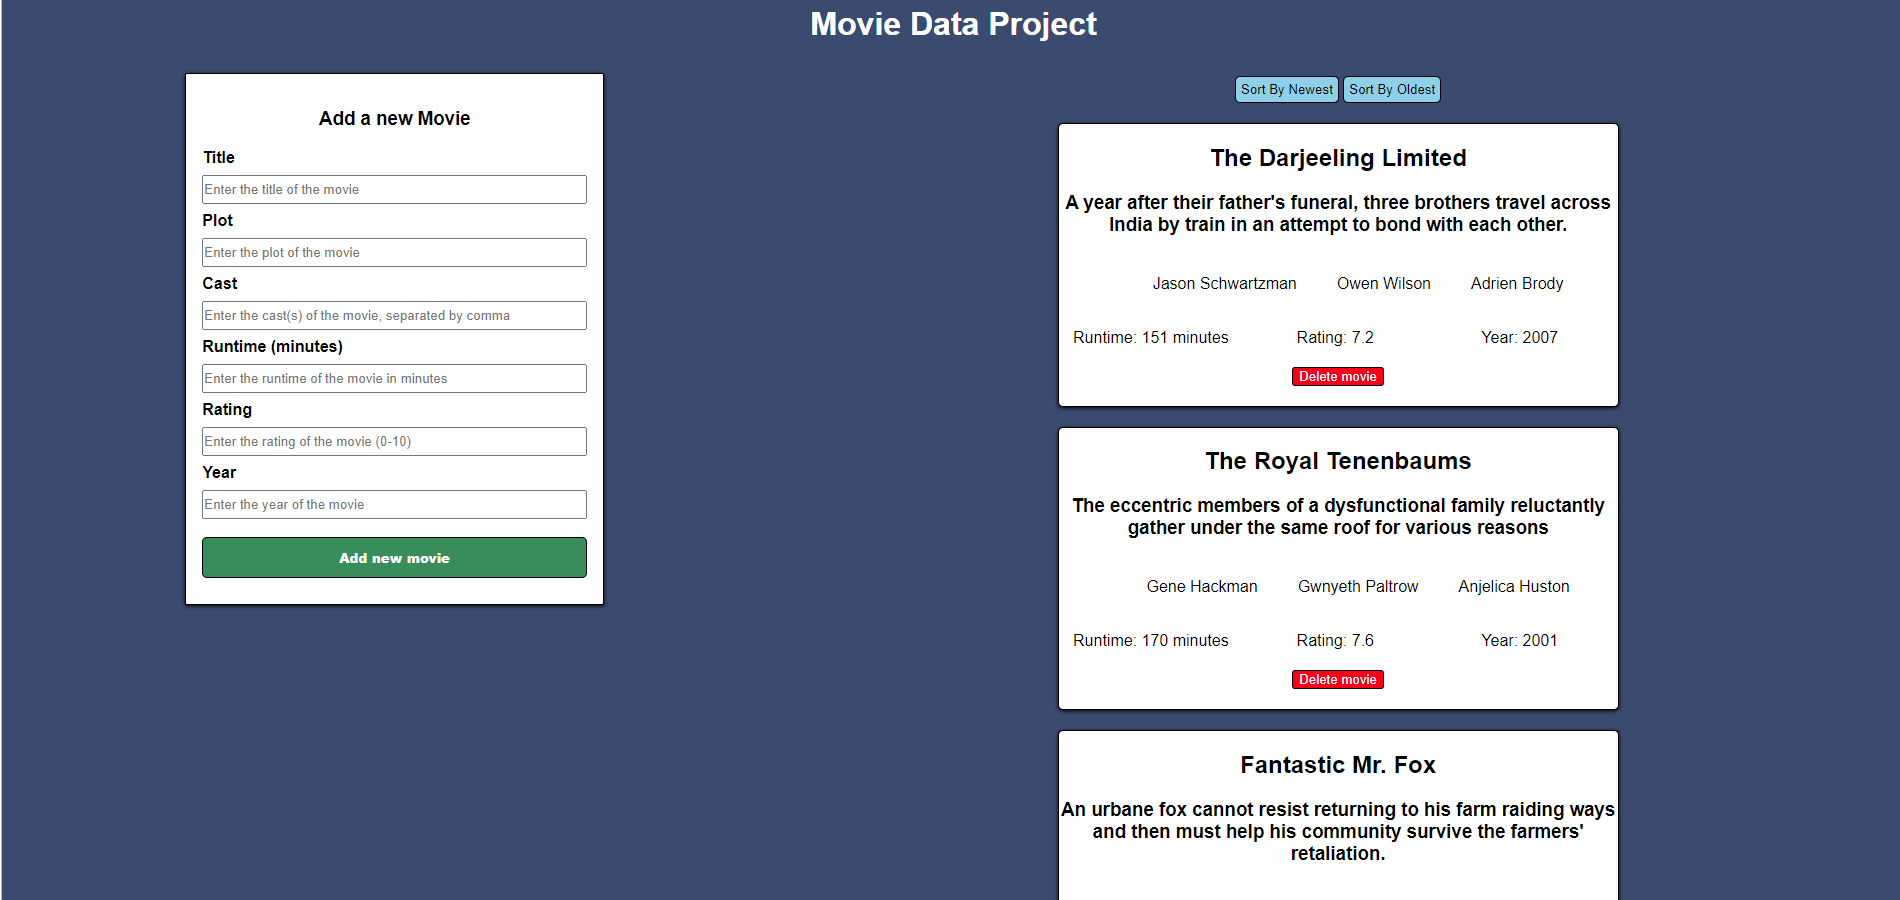 Movie Data Project
Add a new Movie
Title
Enter the title of the movie
Plot
Enter the plot of the movie
Cast
Enter the cast(s) of the movie, separated by comma
Runtime (minutes)
Enter the runtime of the movie in minutes
Rating
Enter the rating of the movie (0-10)
Year
Enter the year of the movie
Add new movie
Sort By Newest Sort By Oldest
The Darjeeling Limited
A year after their father's funeral, three brothers travel across
India by train in an attempt to bond with each other.
Jason Schwartzman Owen Wilson Adrien Brody
Runtime: 151 minutes Rating: 7.2 Year: 2007
Delete movie
The Royal Tenenbaums
The eccentric members of a dysfunctional family reluctantly
gather under the same roof for various reasons
Gene Hackman Gwnyeth Paltrow Anjelica Huston
Runtime: 170 minutes Rating: 7.6 Year: 2001
Delete movie
Fantastic Mr. Fox
An urbane fox cannot resist returning to his farm raiding ways
and then must help his community survive the farmers'
retaliation.